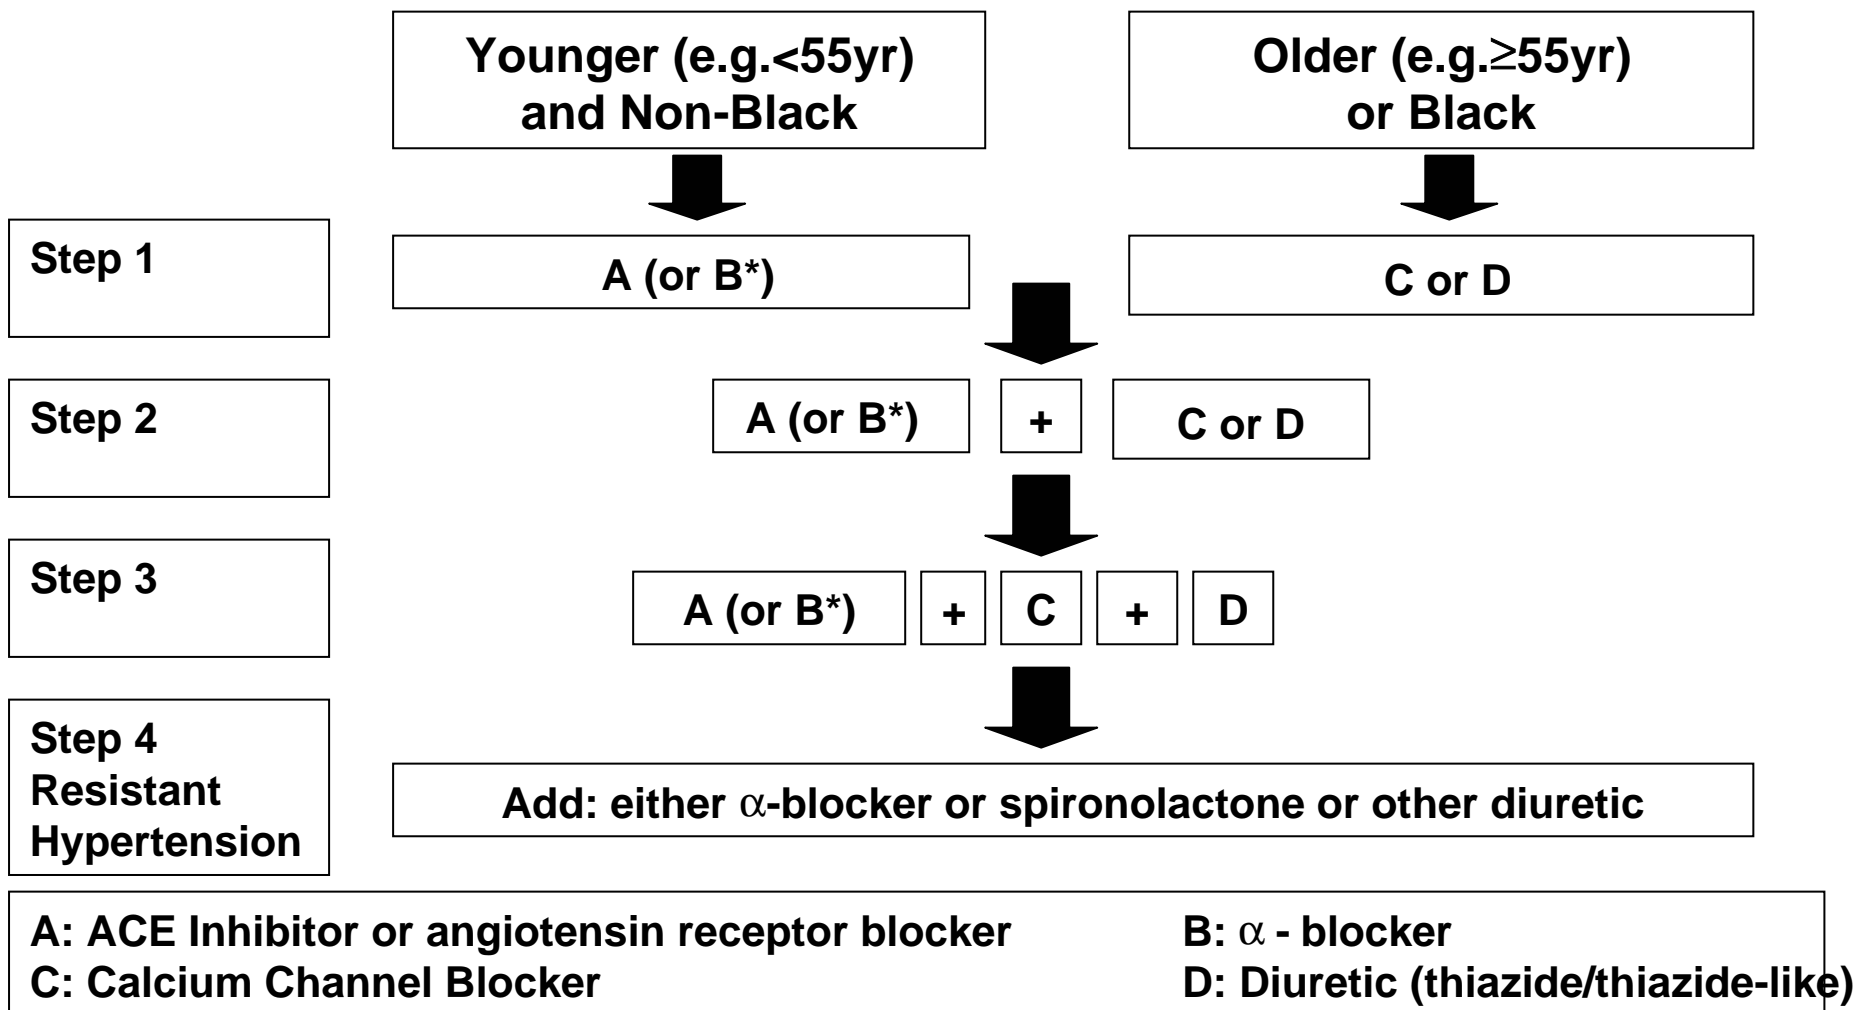 Younger (e.g.<55yr)
and Non-Black
Older (e.g.≥55yr)
or Black
Step 1
A (or B*)
C or D
Step 2
A (or B*)
+
C or D
Step 3
A (or B*)
+
C
+
D
Step 4
Resistant
Hypertension
Add: either α-blocker or spironolactone or other diuretic
A: ACE Inhibitor or angiotensin receptor blocker
B: α - blocker
C: Calcium Channel Blocker
D: Diuretic (thiazide/thiazide-like)